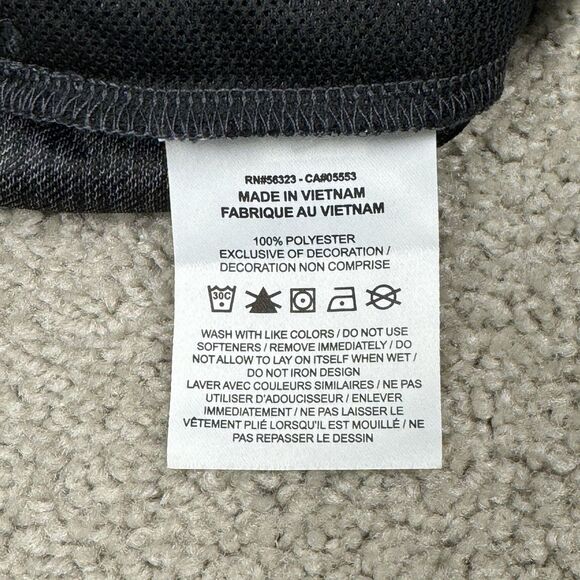 RN#56323 - CA#05553
MADE IN VIETNAM
FABRIQUE AU VIETNAM
100% POLYESTER
EXCLUSIVE OF DECORATION /
DECORATION NON COMPRISE
30C
WASH WITH LIKE COLORS / DO NOT USE
SOFTENERS / REMOVE IMMEDIATELY / DO
NOT ALLOW TO LAY ON ITSELF WHEN WET /
DO NOT IRON DESIGN
LAVER AVEC COULEURS SIMILAIRES / NE PAS
UTILISER D'ADOUCISSEUR / ENLEVER
IMMEDIATEMENT / NE PAS LAISSER LE
VÊTEMENT PLIÉ LORSQU'IL EST MOUILLÉ / NE
PAS REPASSER LE DESSIN